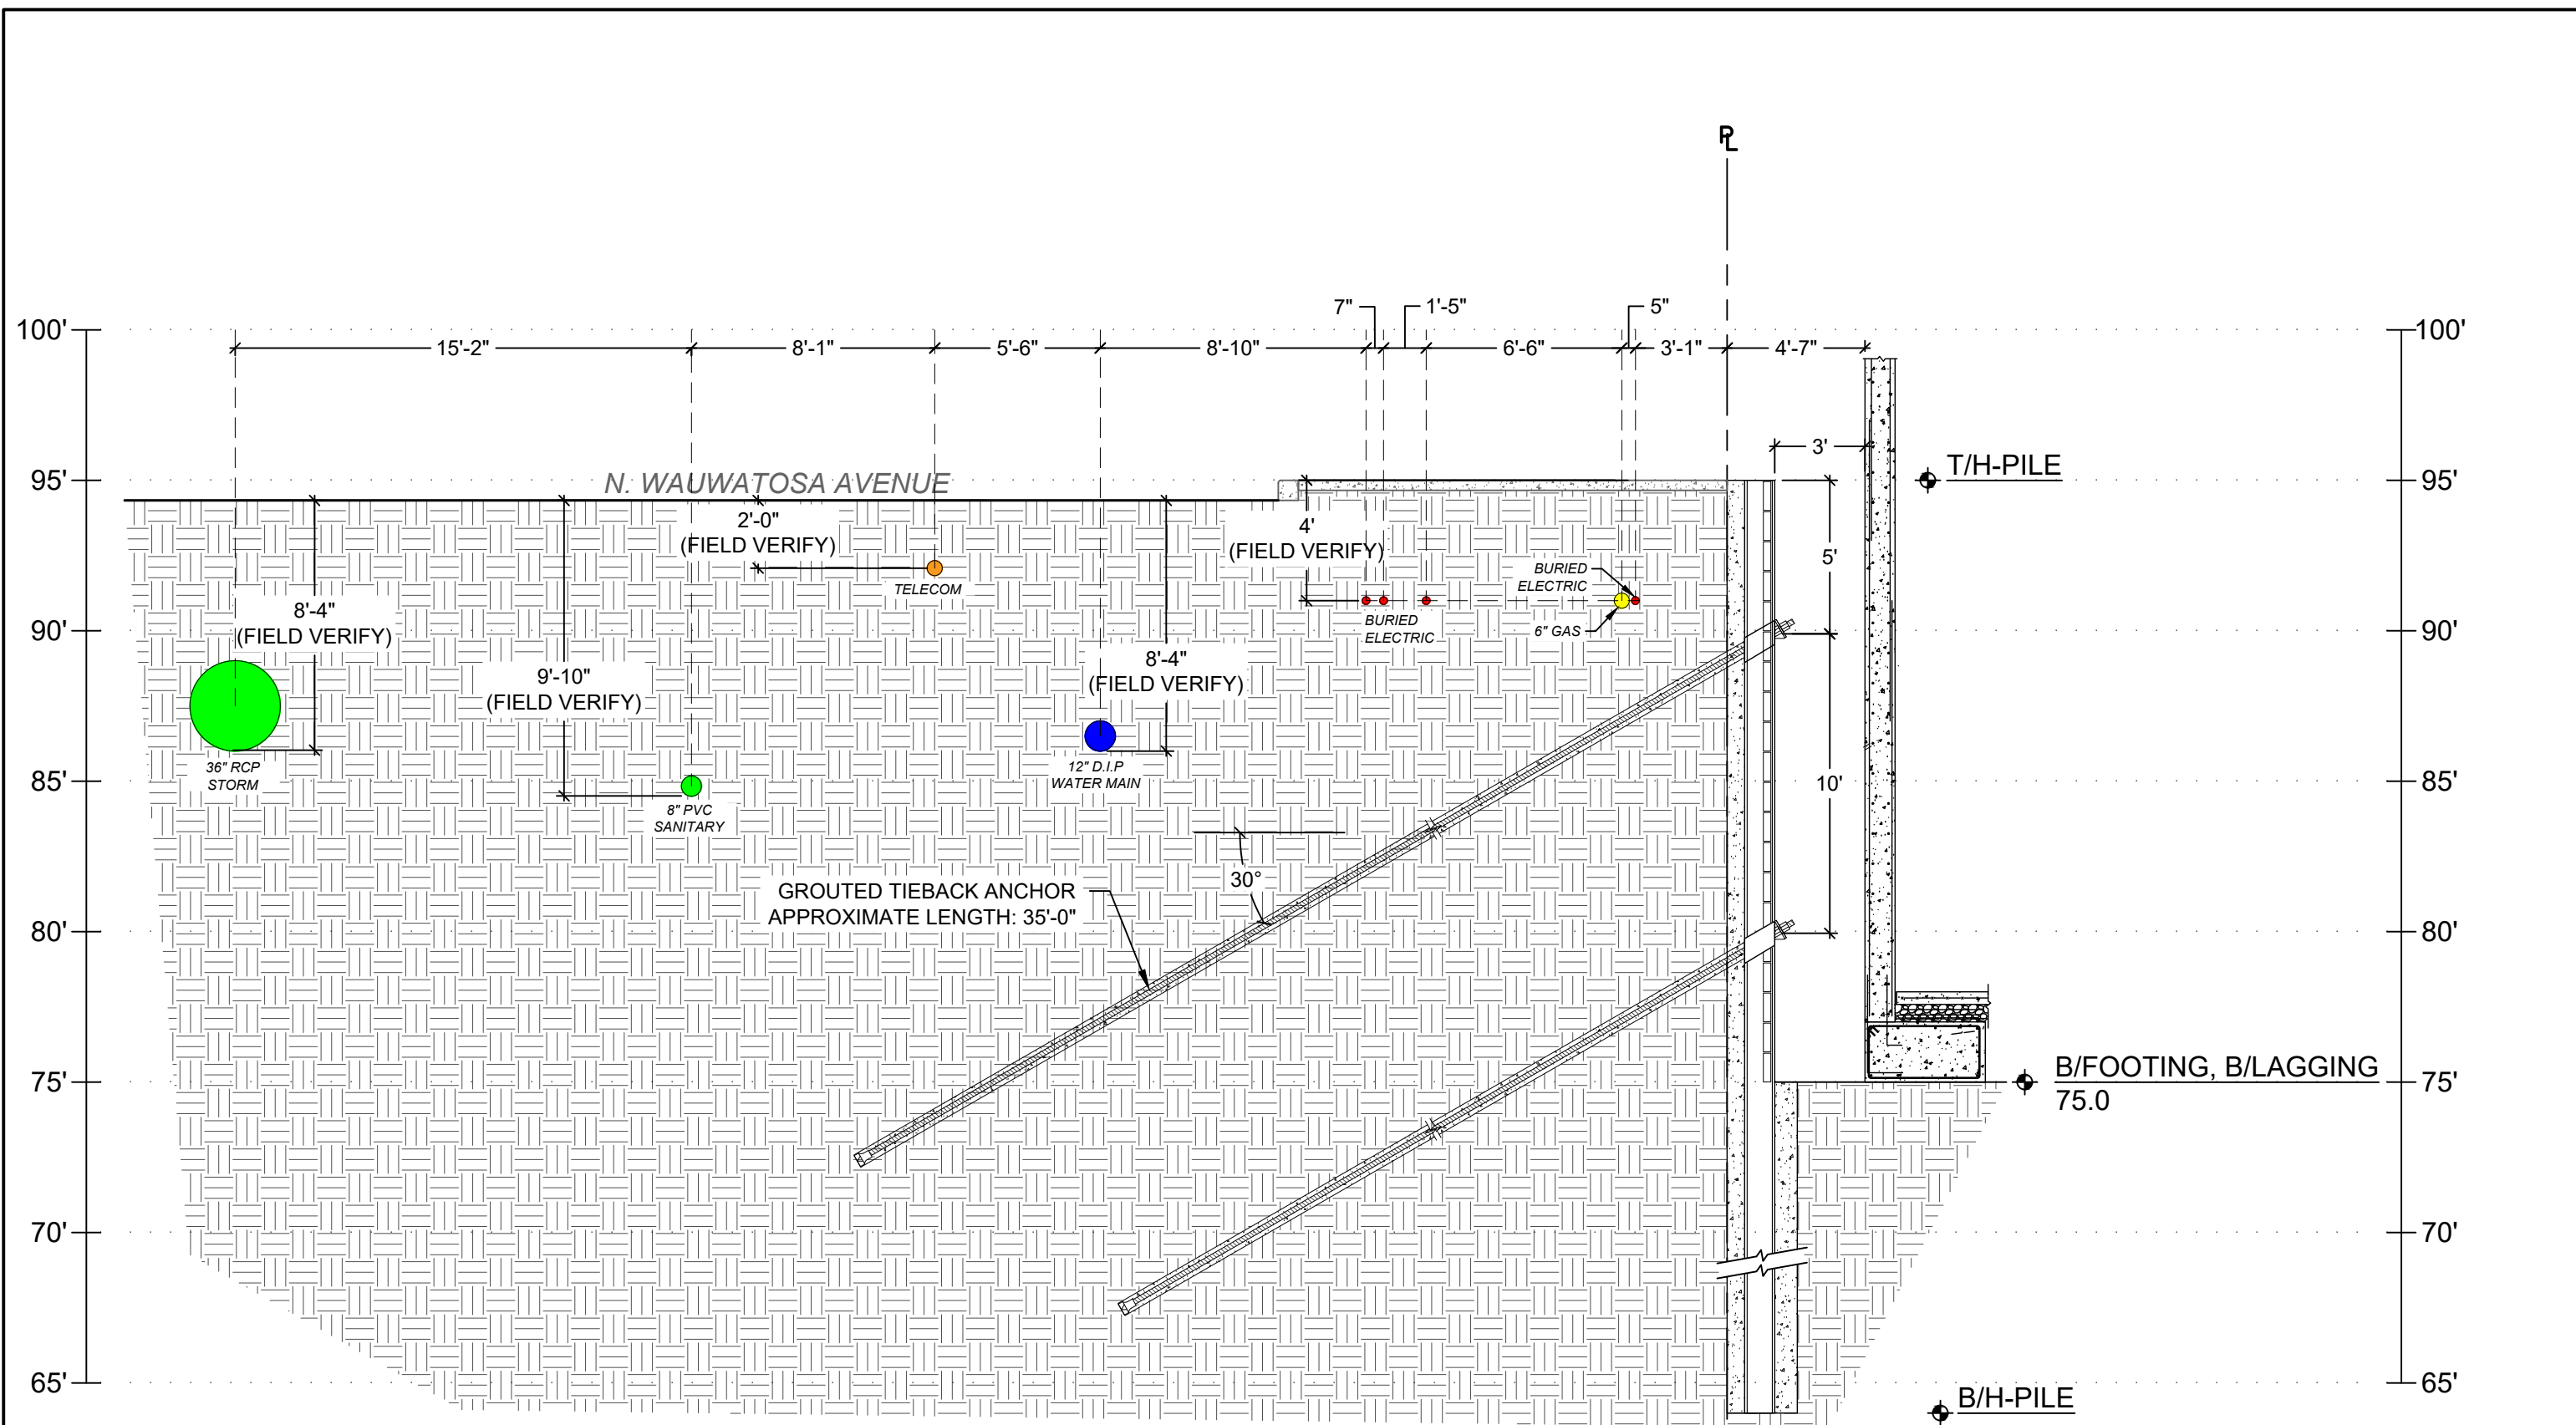 ℄
7" 1'-5" 5"
100' 100'
15'-2" 8'-1" 5'-6" 8'-10" 6'-6" 3'-1" 4'-7"
3'
T/H-PILE
N. WAUWATOSA AVENUE
95' 95'
2'-0"
(FIELD VERIFY)
4'
(FIELD VERIFY)
5'
BURIED
ELECTRIC
TELECOM
8'-4"
(FIELD VERIFY)
BURIED
ELECTRIC
6" GAS
90' 90'
9'-10"
(FIELD VERIFY)
8'-4"
(FIELD VERIFY)
36" RCP
STORM
12" D.I.P
WATER MAIN
85' 85'
10'
8" PVC
SANITARY
30°
GROUTED TIEBACK ANCHOR
APPROXIMATE LENGTH: 35'-0"
80' 80'
B/FOOTING, B/LAGGING
75.0
75' 75'
70' 70'
65' 65'
B/H-PILE